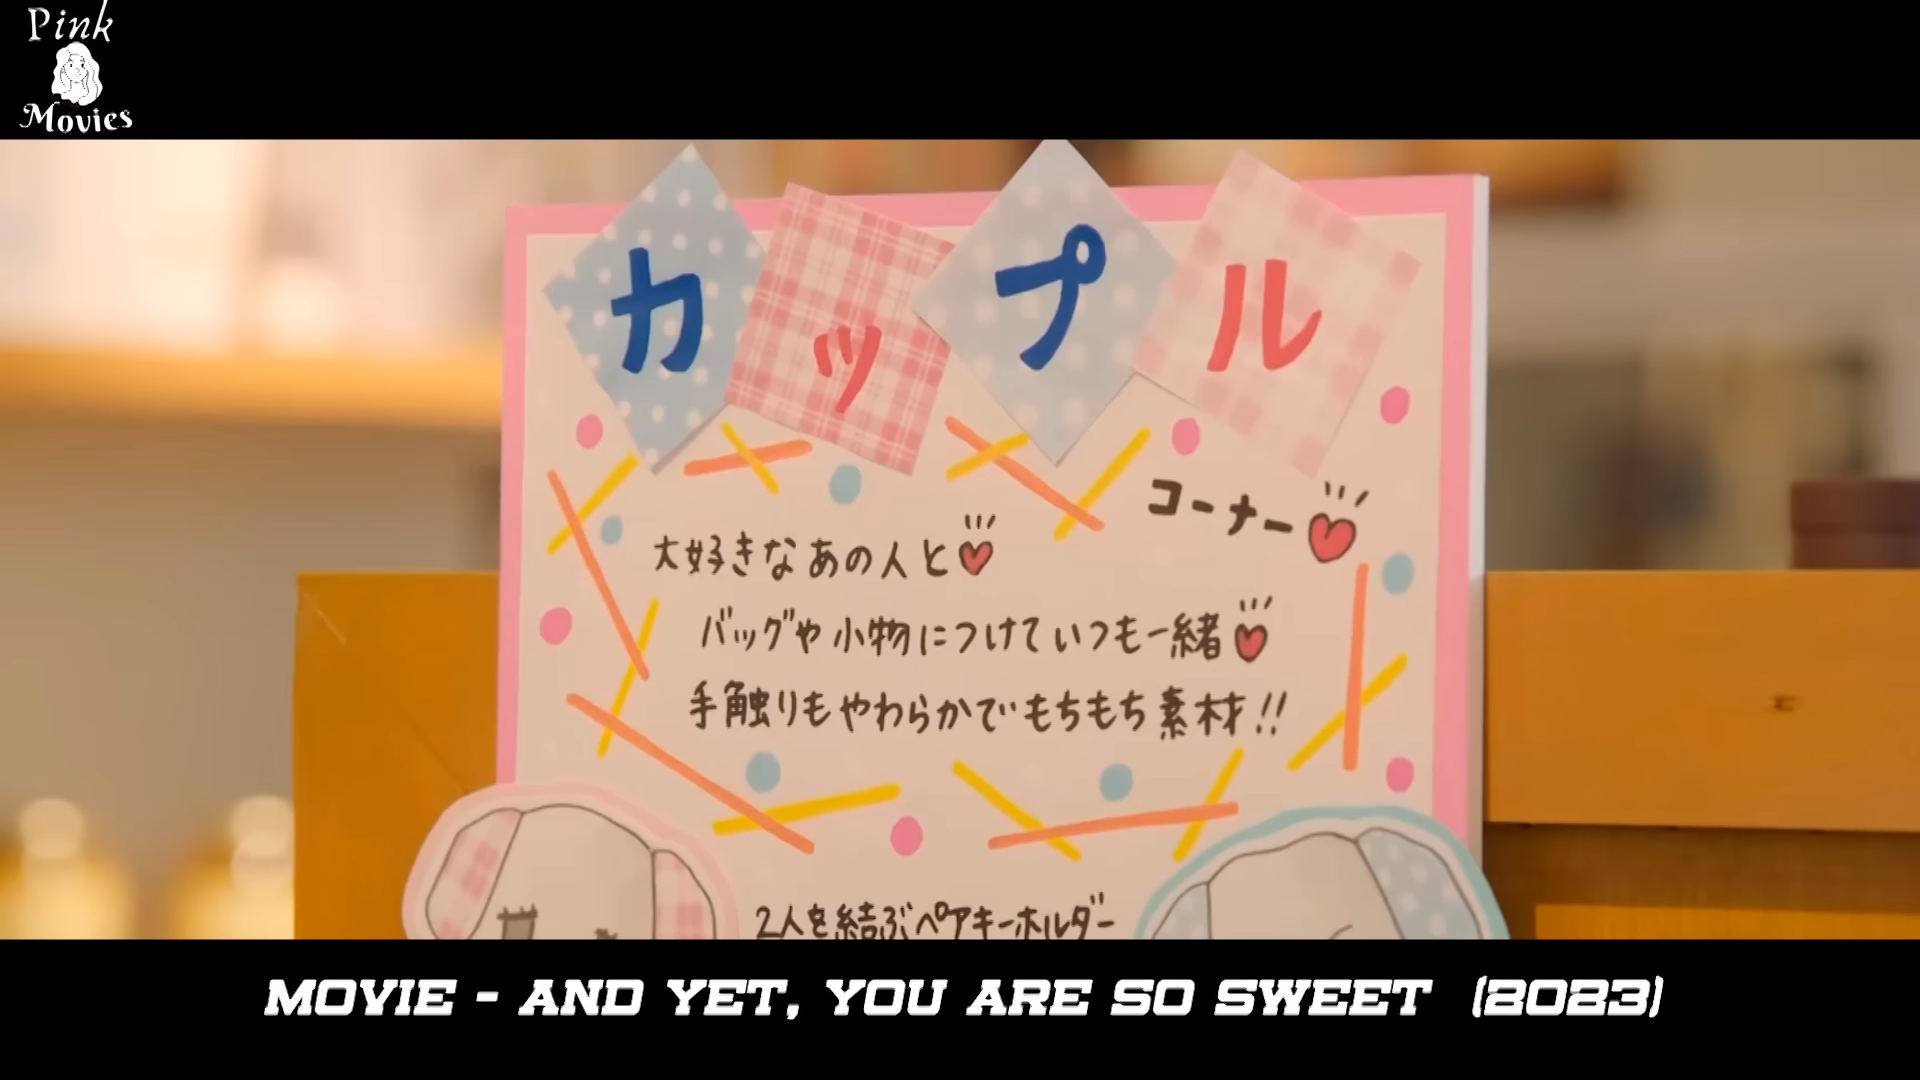 Pink
Movies
カップル
コーナー
大好きなあの人と
バッグや小物につけていつも一緒
手触りもやわらかでもちもち素材!!
2人を結ぶペアキーホルダー
MOVIE - AND YET, YOU ARE SO SWEET (2023)